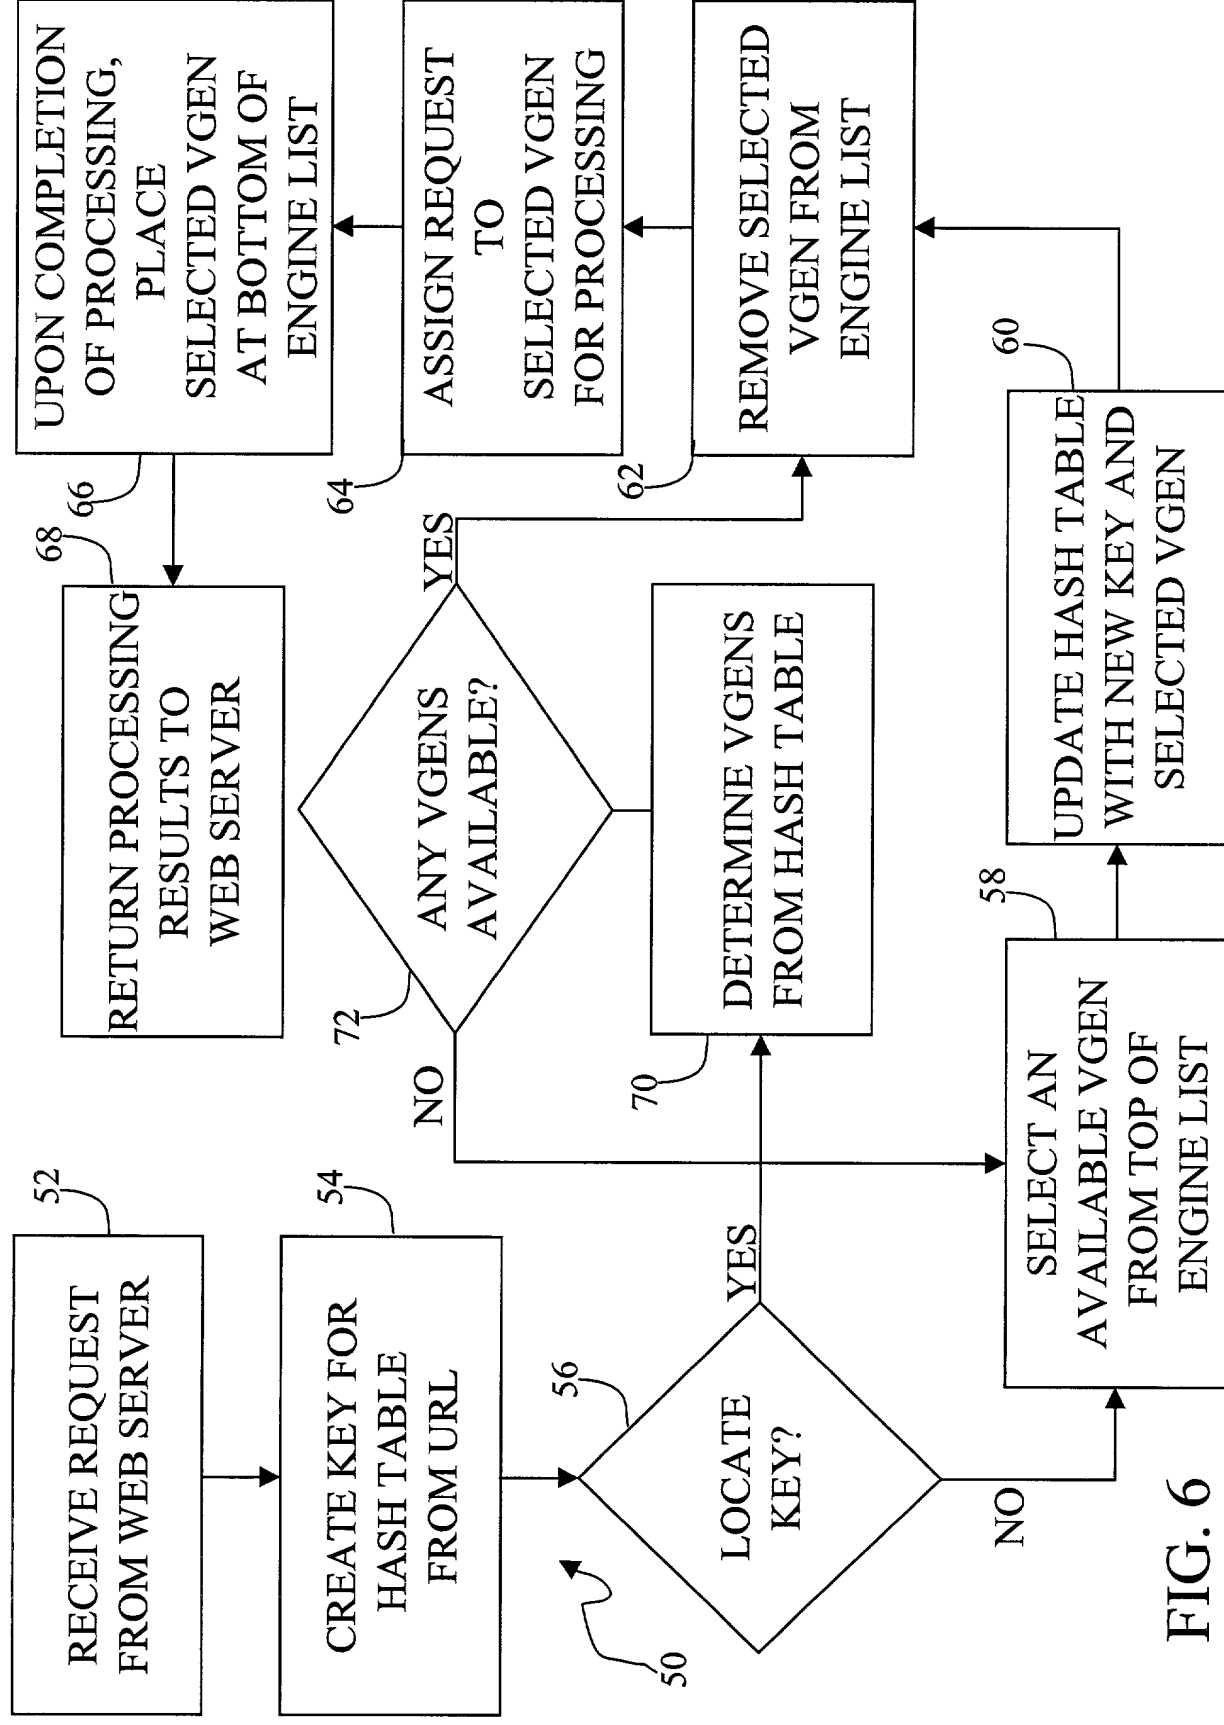 52
RECEIVE REQUEST
FROM WEB SERVER
54
CREATE KEY FOR
HASH TABLE
FROM URL
56
LOCATE
KEY?
YES
NO
50
58
SELECT AN
AVAILABLE VGEN
FROM TOP OF
ENGINE LIST
60
UPDATE HASH TABLE
WITH NEW KEY AND
SELECTED VGEN
70
DETERMINE VGENS
FROM HASH TABLE
72
ANY VGENS
AVAILABLE?
NO
YES
62
REMOVE SELECTED
VGEN FROM
ENGINE LIST
64
ASSIGN REQUEST
TO
SELECTED VGEN
FOR PROCESSING
66
UPON COMPLETION
OF PROCESSING,
PLACE
SELECTED VGEN
AT BOTTOM OF
ENGINE LIST
68
RETURN PROCESSING
RESULTS TO
WEB SERVER
FIG. 6